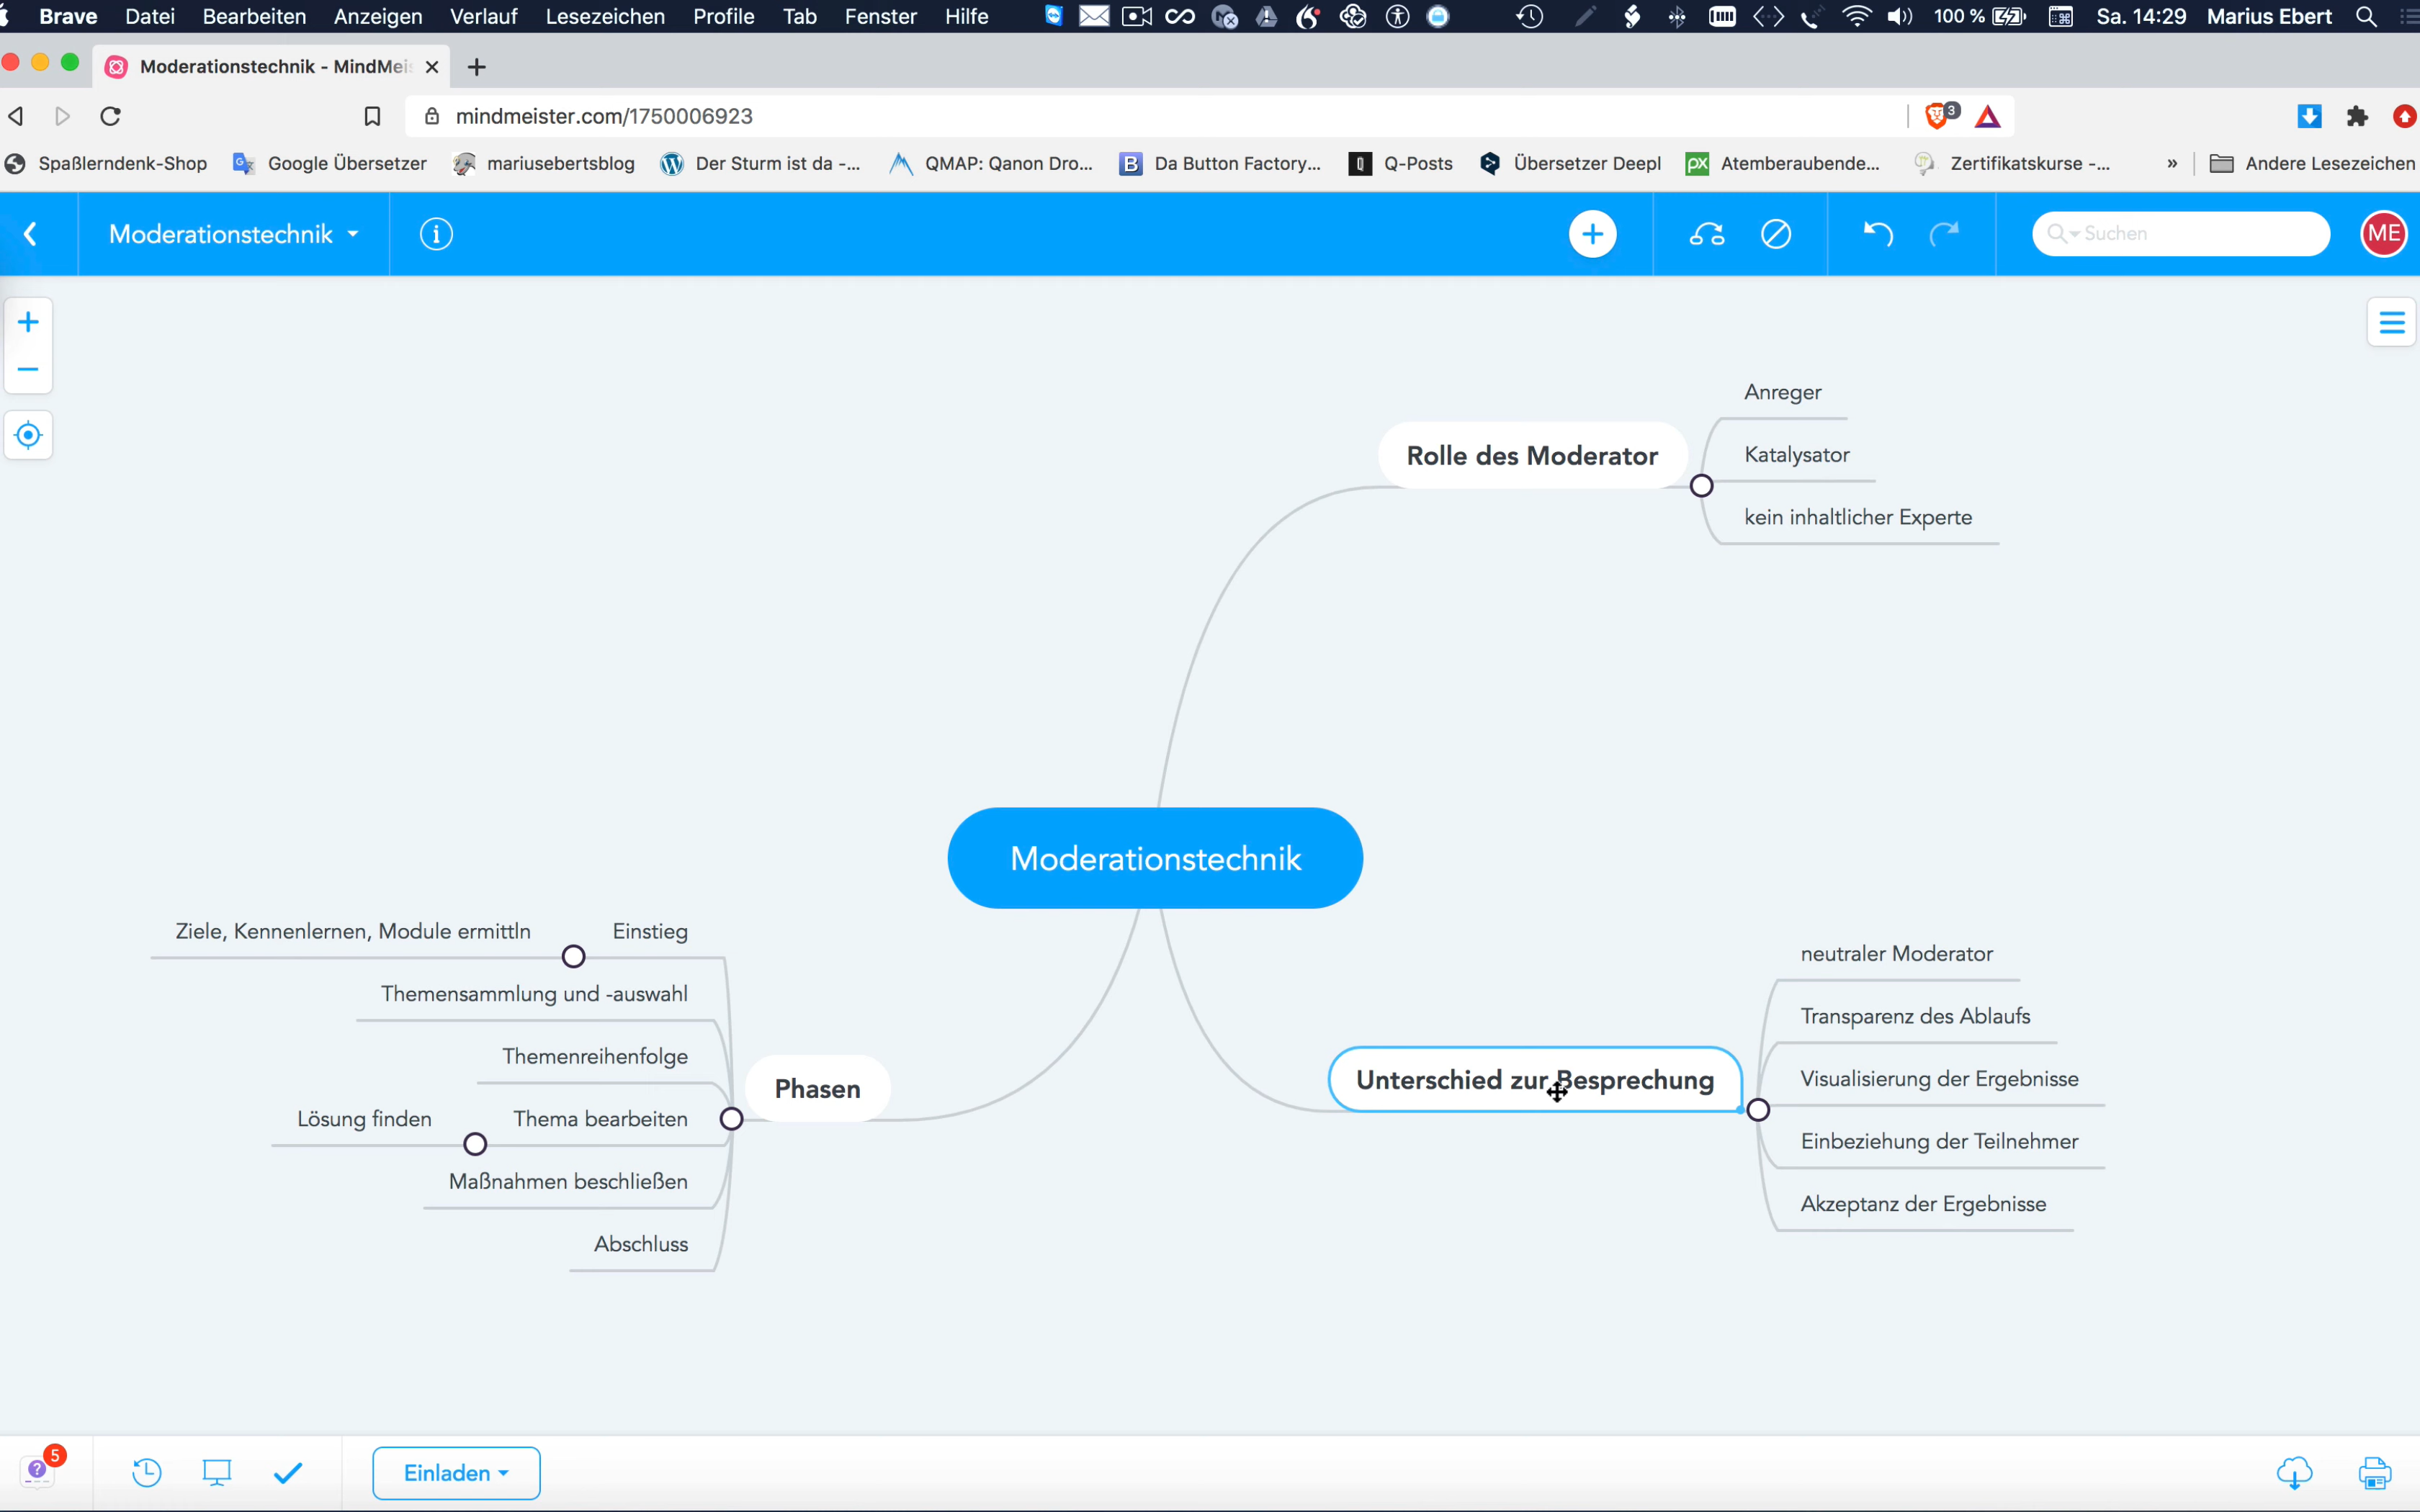 Brave Datei Bearbeiten Anzeigen Verlauf Lesezeichen Profile Tab Fenster Hilfe 100 % Sa. 14:29 Marius Ebert
Moderationstechnik - MindMeis
mindmeister.com/1750006923 3
Spaßlerndenk-Shop Google Übersetzer mariusebertsblog Der Sturm ist da -... QMAP: Qanon Dro... Da Button Factory... Q-Posts Übersetzer Deepl Atemberaubende... Zertifikatskurse -... » Andere Lesezeichen
Moderationstechnik Suchen ME
Anreger
Rolle des Moderator
Katalysator
kein inhaltlicher Experte
Moderationstechnik
Ziele, Kennenlernen, Module ermittln Einstieg
Themensammlung und -auswahl
Themenreihenfolge
Phasen
Lösung finden Thema bearbeiten
Maßnahmen beschließen
Abschluss
neutraler Moderator
Transparenz des Ablaufs
Unterschied zur Besprechung
Visualisierung der Ergebnisse
Einbeziehung der Teilnehmer
Akzeptanz der Ergebnisse
5
Einladen